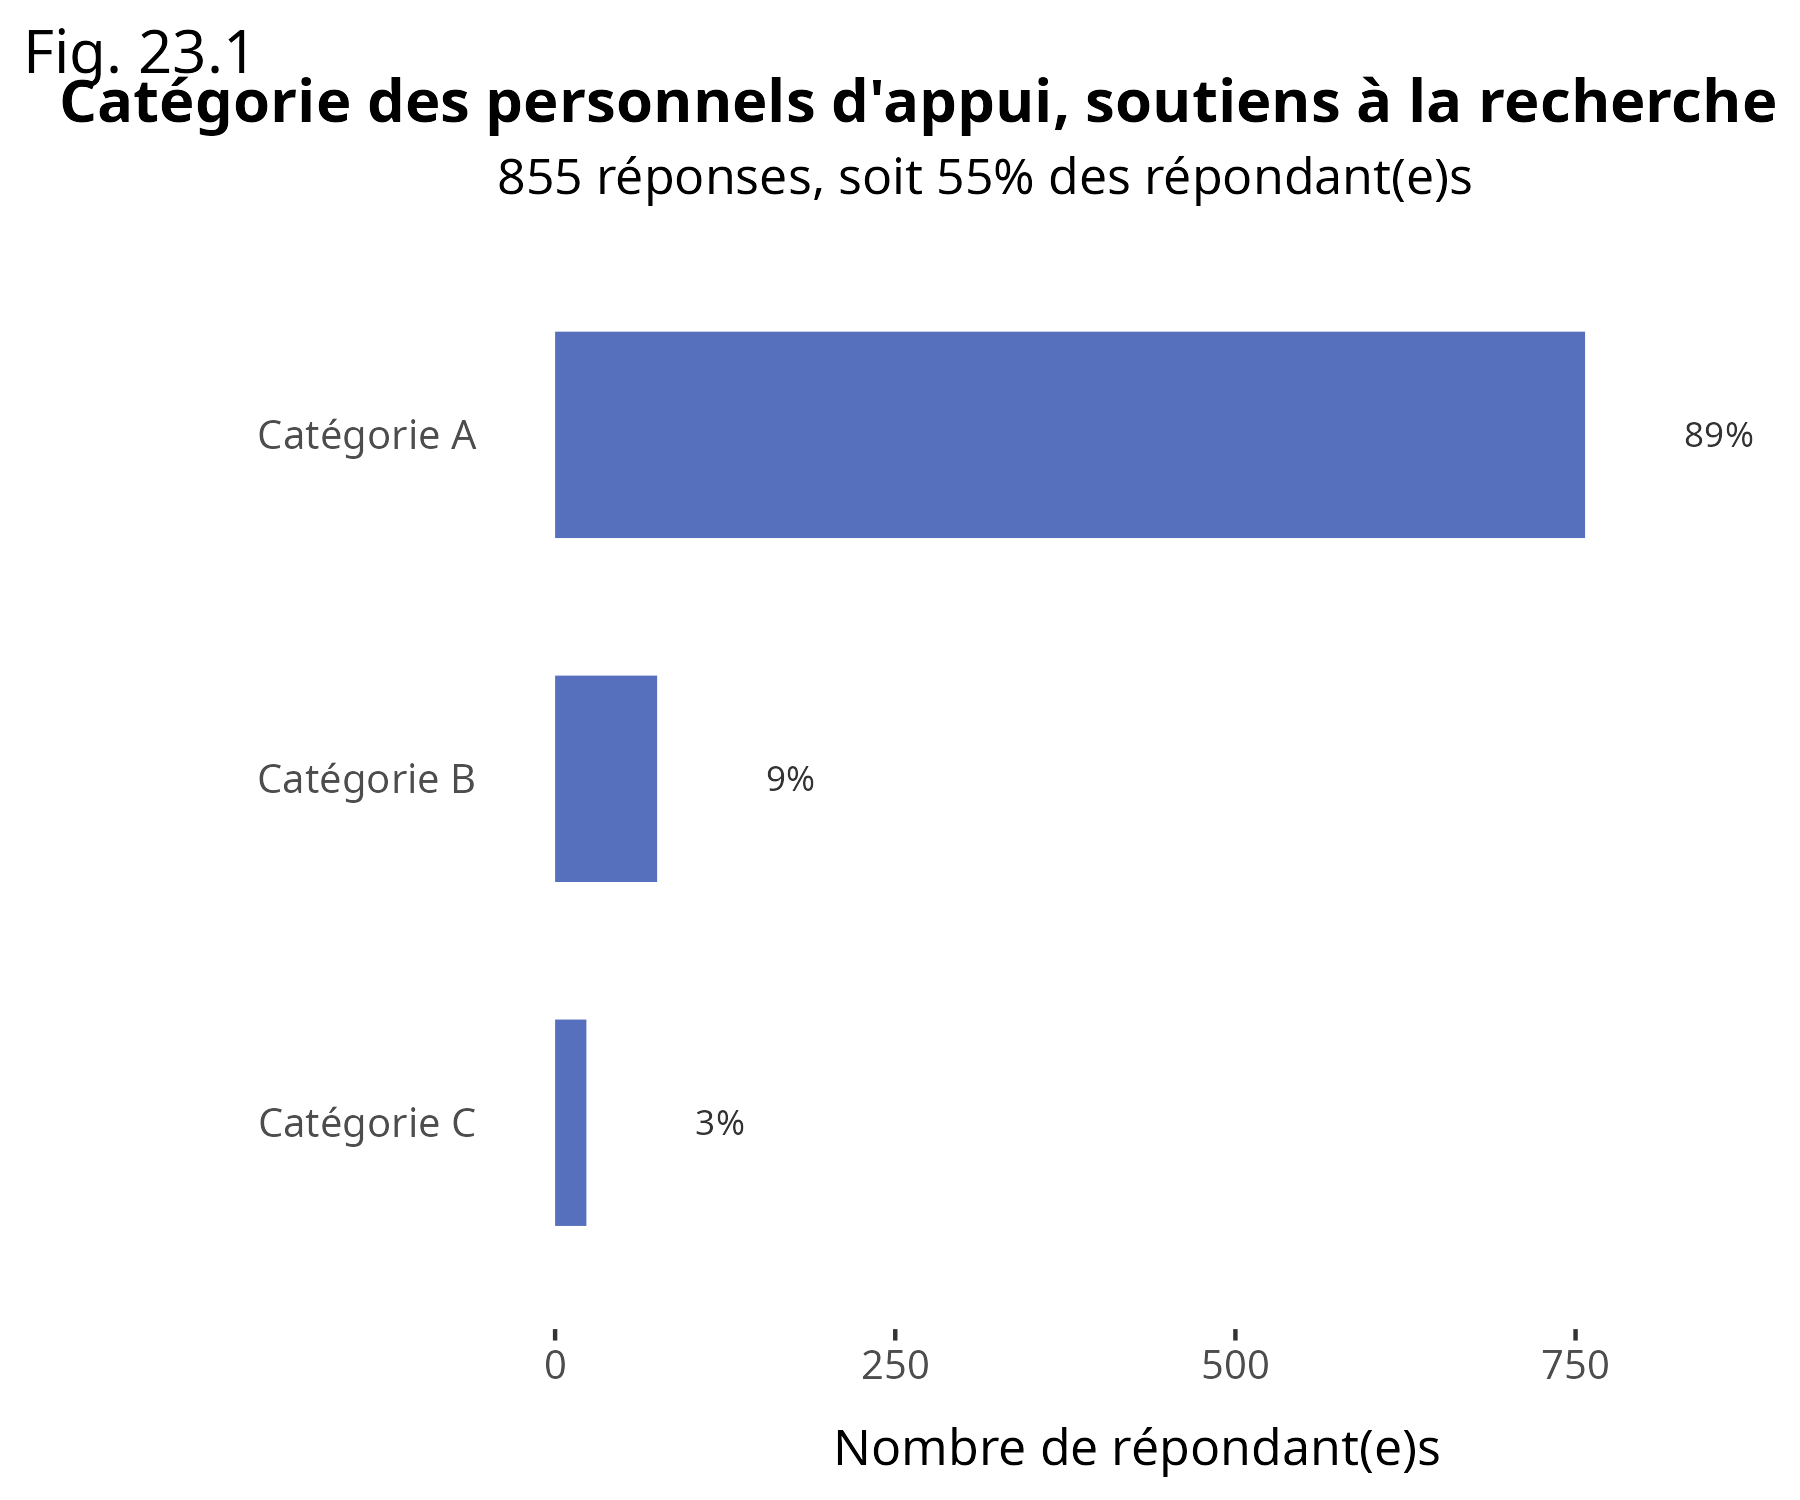 Fig. 23.1
Catégorie des personnels d'appui, soutiens à la recherche
855 réponses, soit 55% des répondant(e)s
Catégorie A
89%
Catégorie B
9%
Catégorie C
3%
0 250 500 750
Nombre de répondant(e)s